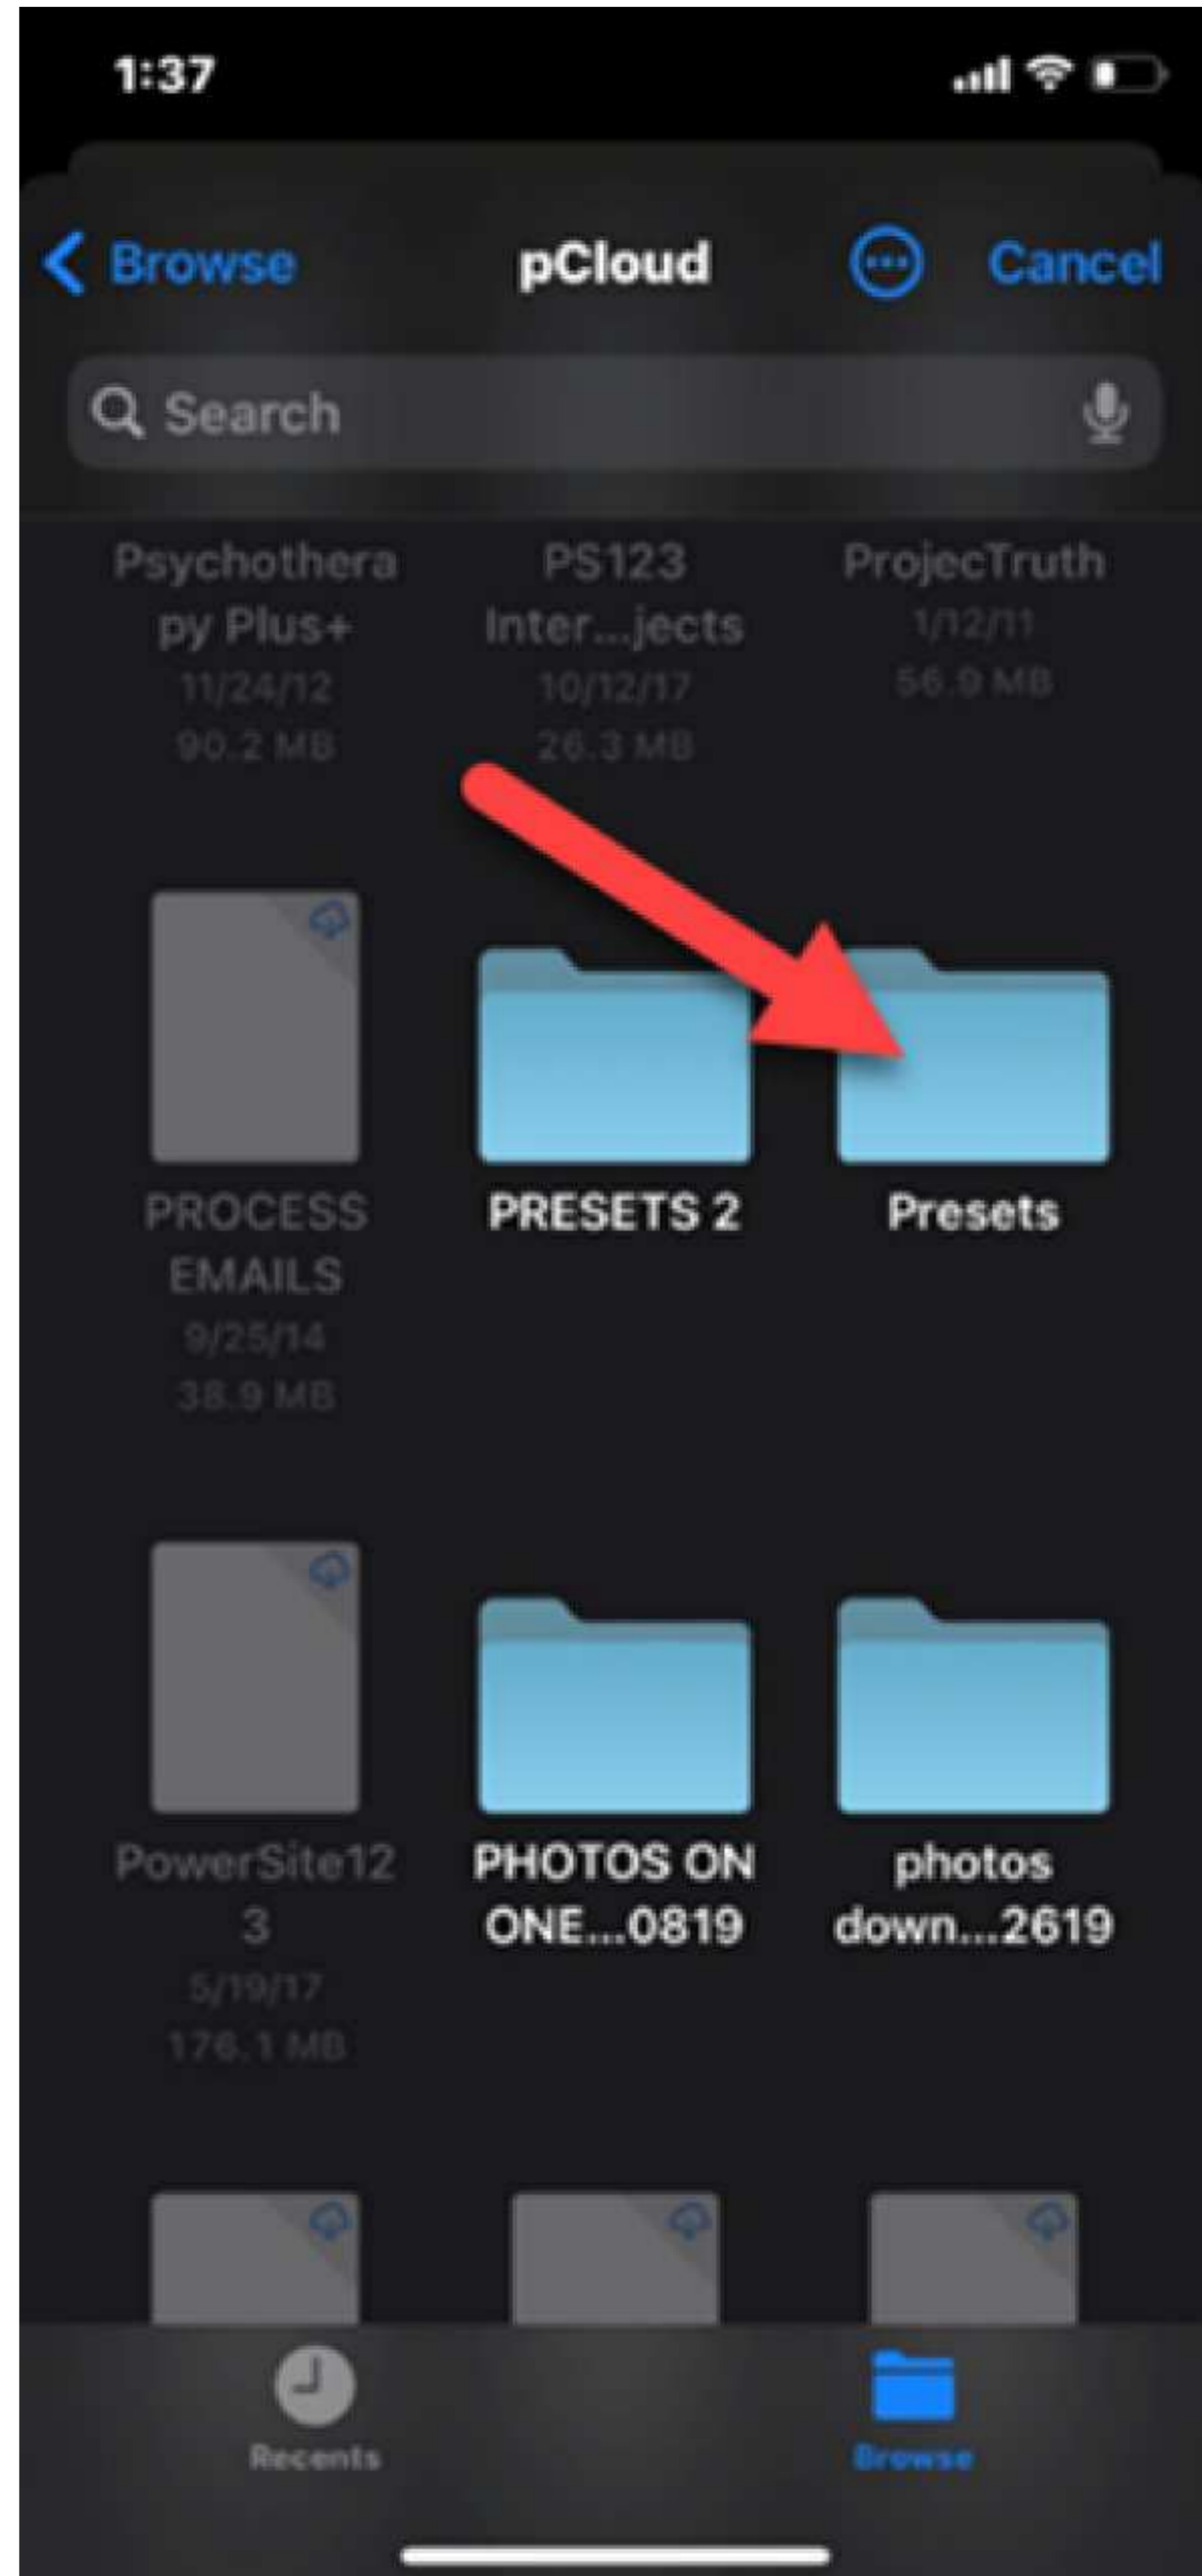 1:37
Browse
pCloud
Cancel
Search
Psychothera
py Plus+
11/24/12
90.2 MB
PS123
Inter...jects
10/12/17
26.3 MB
ProjecTruth
1/12/11
56.9 MB
PROCESS
EMAILS
9/25/14
38.9 MB
PRESETS 2
Presets
PowerSite12
3
5/19/17
176.1 MB
PHOTOS ON
ONE...0819
photos
down...2619
Recents
Browse